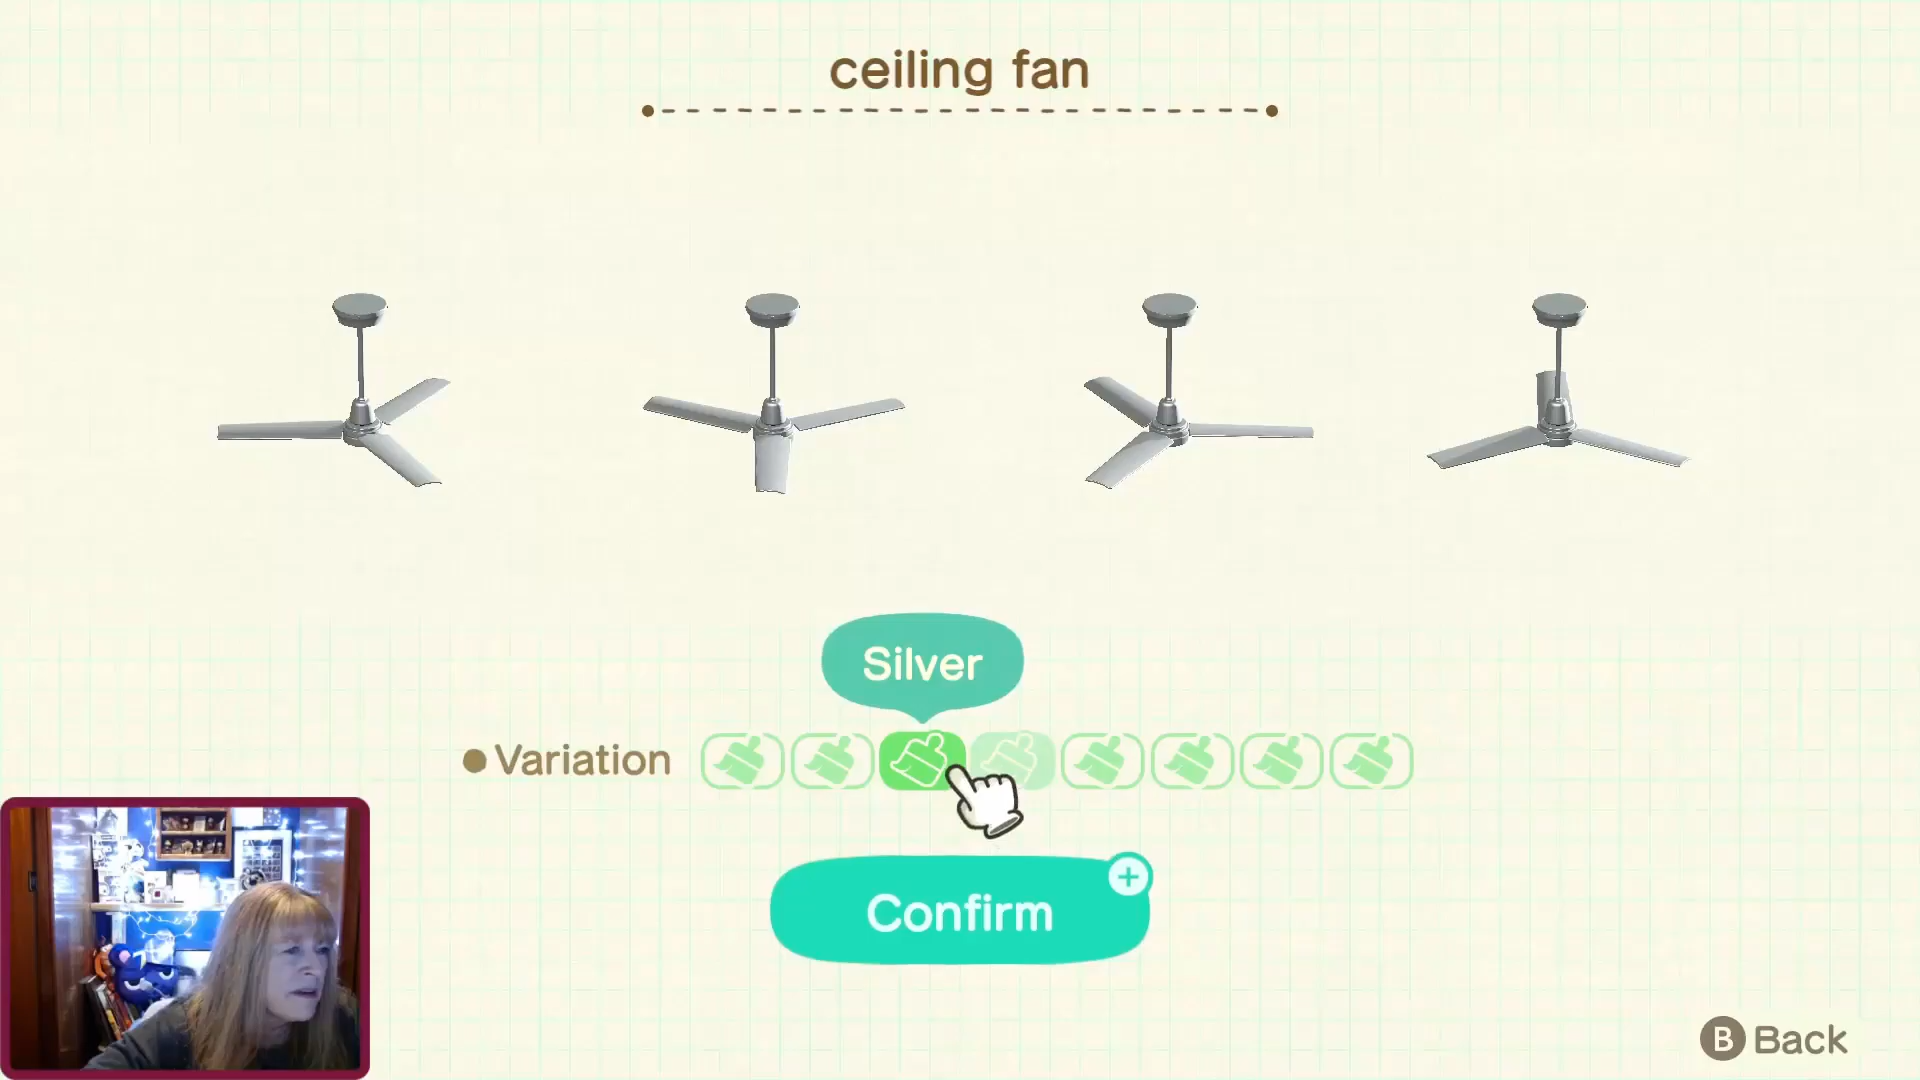 ceiling fan
Silver
Variation
Confirm
B Back